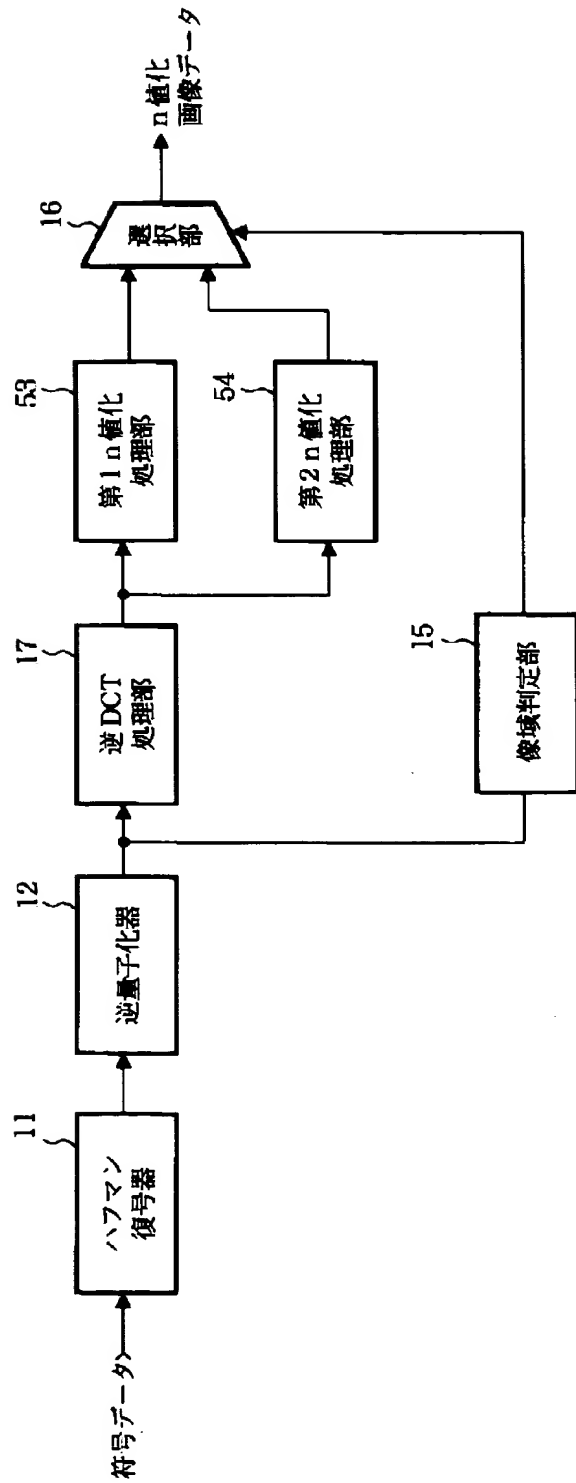 符号データ
11
ハフマン
復号器
12
逆量子化器
17
逆DCT
処理部
53
第1n値化
処理部
54
第2n値化
処理部
15
像域判定部
16
選択部
n値化
画像データ